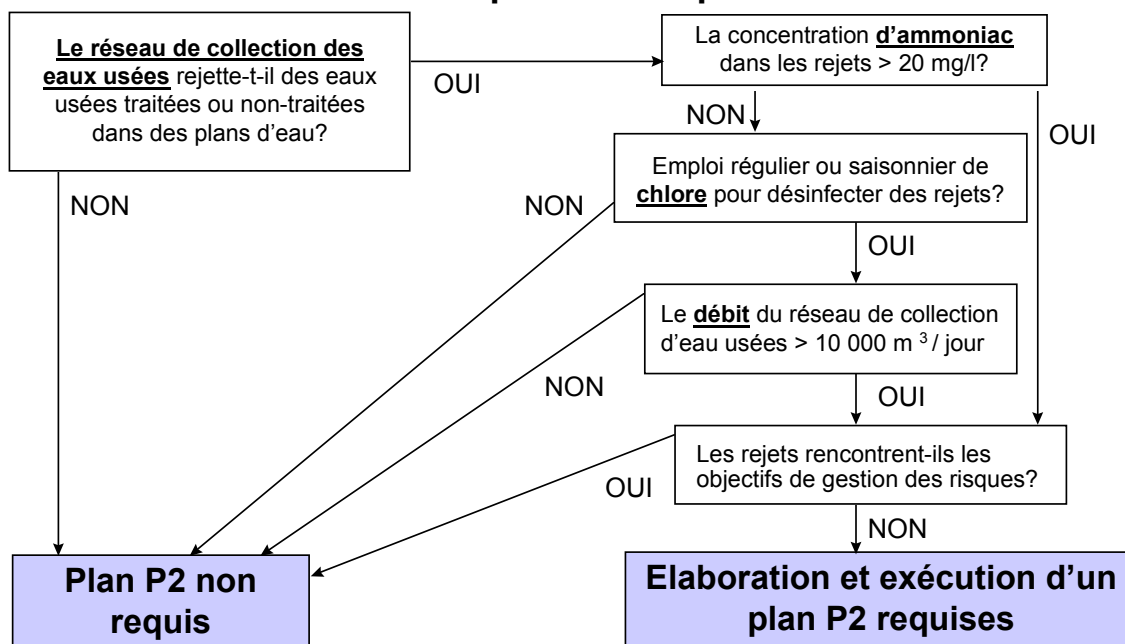 Le réseau de collection des
eaux usées rejette-t-il des eaux
usées traitées ou non-traitées
dans des plans d'eau?
OUI
La concentration d'ammoniac
dans les rejets > 20 mg/l?
NON
OUI
Emploi régulier ou saisonnier de
chlore pour désinfecter des rejets?
NON
NON
OUI
Le débit du réseau de collection
d'eau usées > 10 000 m 3 / jour
NON
OUI
Les rejets rencontrent-ils les
objectifs de gestion des risques?
OUI
NON
Plan P2 non
requis
Elaboration et exécution d'un
plan P2 requises